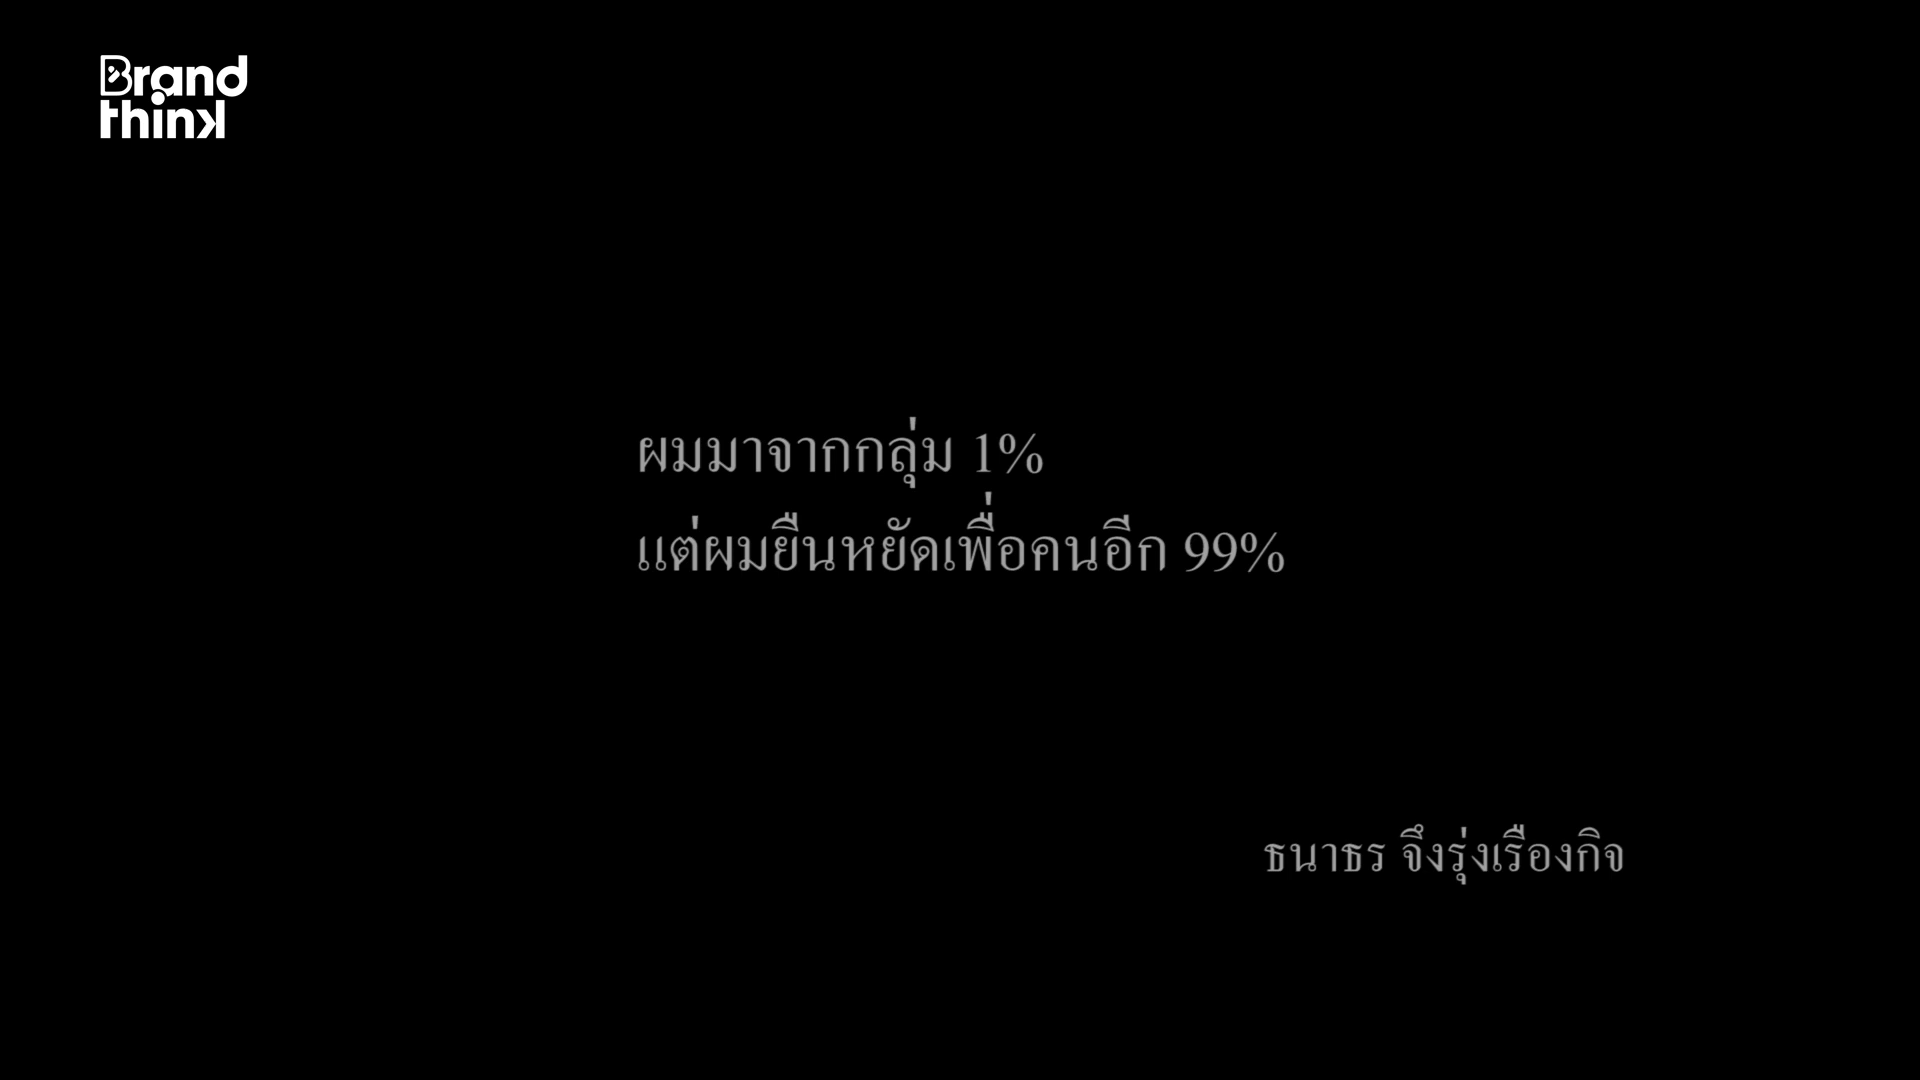 Brand
think
ผมมาจากกลุ่ม 1%
แต่ผมยืนหยัดเพื่อคนอีก 99%
ธนาธร จึงรุ่งเรืองกิจ